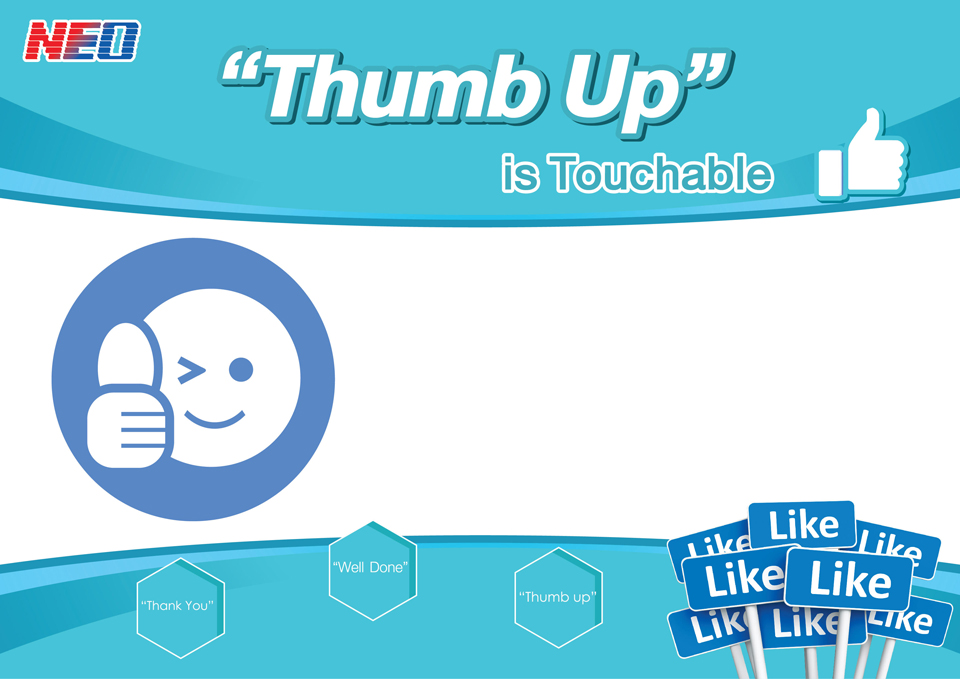 NEO
“Thumb Up”
is Touchable
“Thank You”
“Well Done”
“Thumb up”
Like
Like
Like
Like
Like
Like
Like
Like